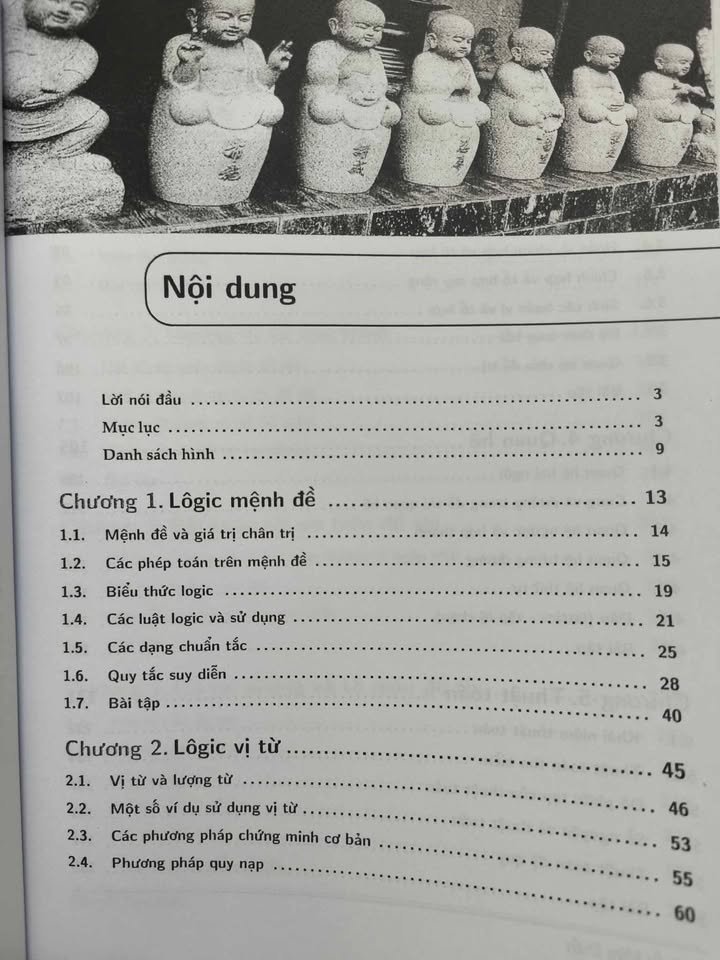 Nội dung
Lời nói đầu 3
Mục lục 3
Danh sách hình 9
Chương 1. Lôgic mệnh đề 13
1.1. Mệnh đề và giá trị chân trị 14
1.2. Các phép toán trên mệnh đề 15
1.3. Biểu thức logic 19
1.4. Các luật logic và sử dụng 21
1.5. Các dạng chuẩn tắc 25
1.6. Quy tắc suy diễn 28
1.7. Bài tập 40
Chương 2. Lôgic vị từ 45
2.1. Vị từ và lượng từ 46
2.2. Một số ví dụ sử dụng vị từ 53
2.3. Các phương pháp chứng minh cơ bản 55
2.4. Phương pháp quy nạp 60